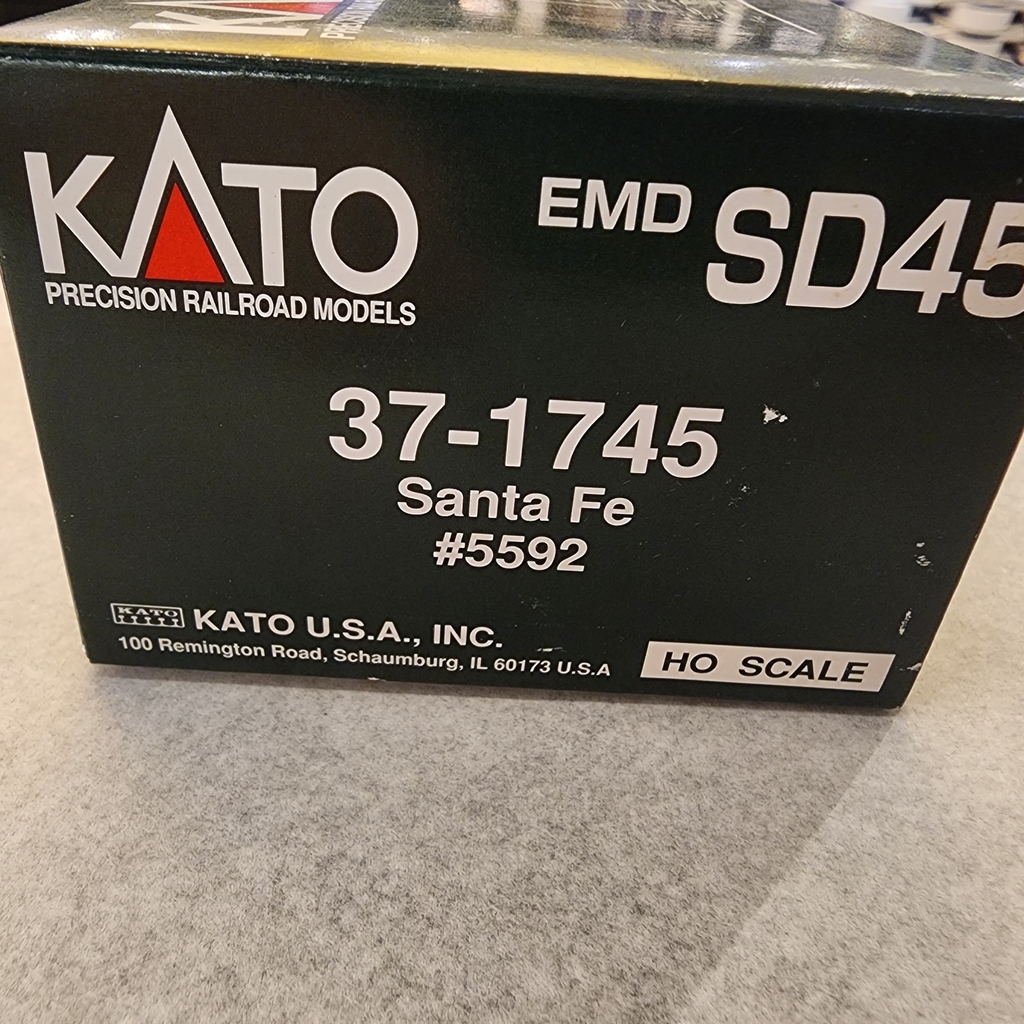 KATO
PRECISION RAILROAD MODELS
EMD SD45
37-1745
Santa Fe
#5592
KATO KATO U.S.A., INC.
100 Remington Road, Schaumburg, IL 60173 U.S.A
HO SCALE